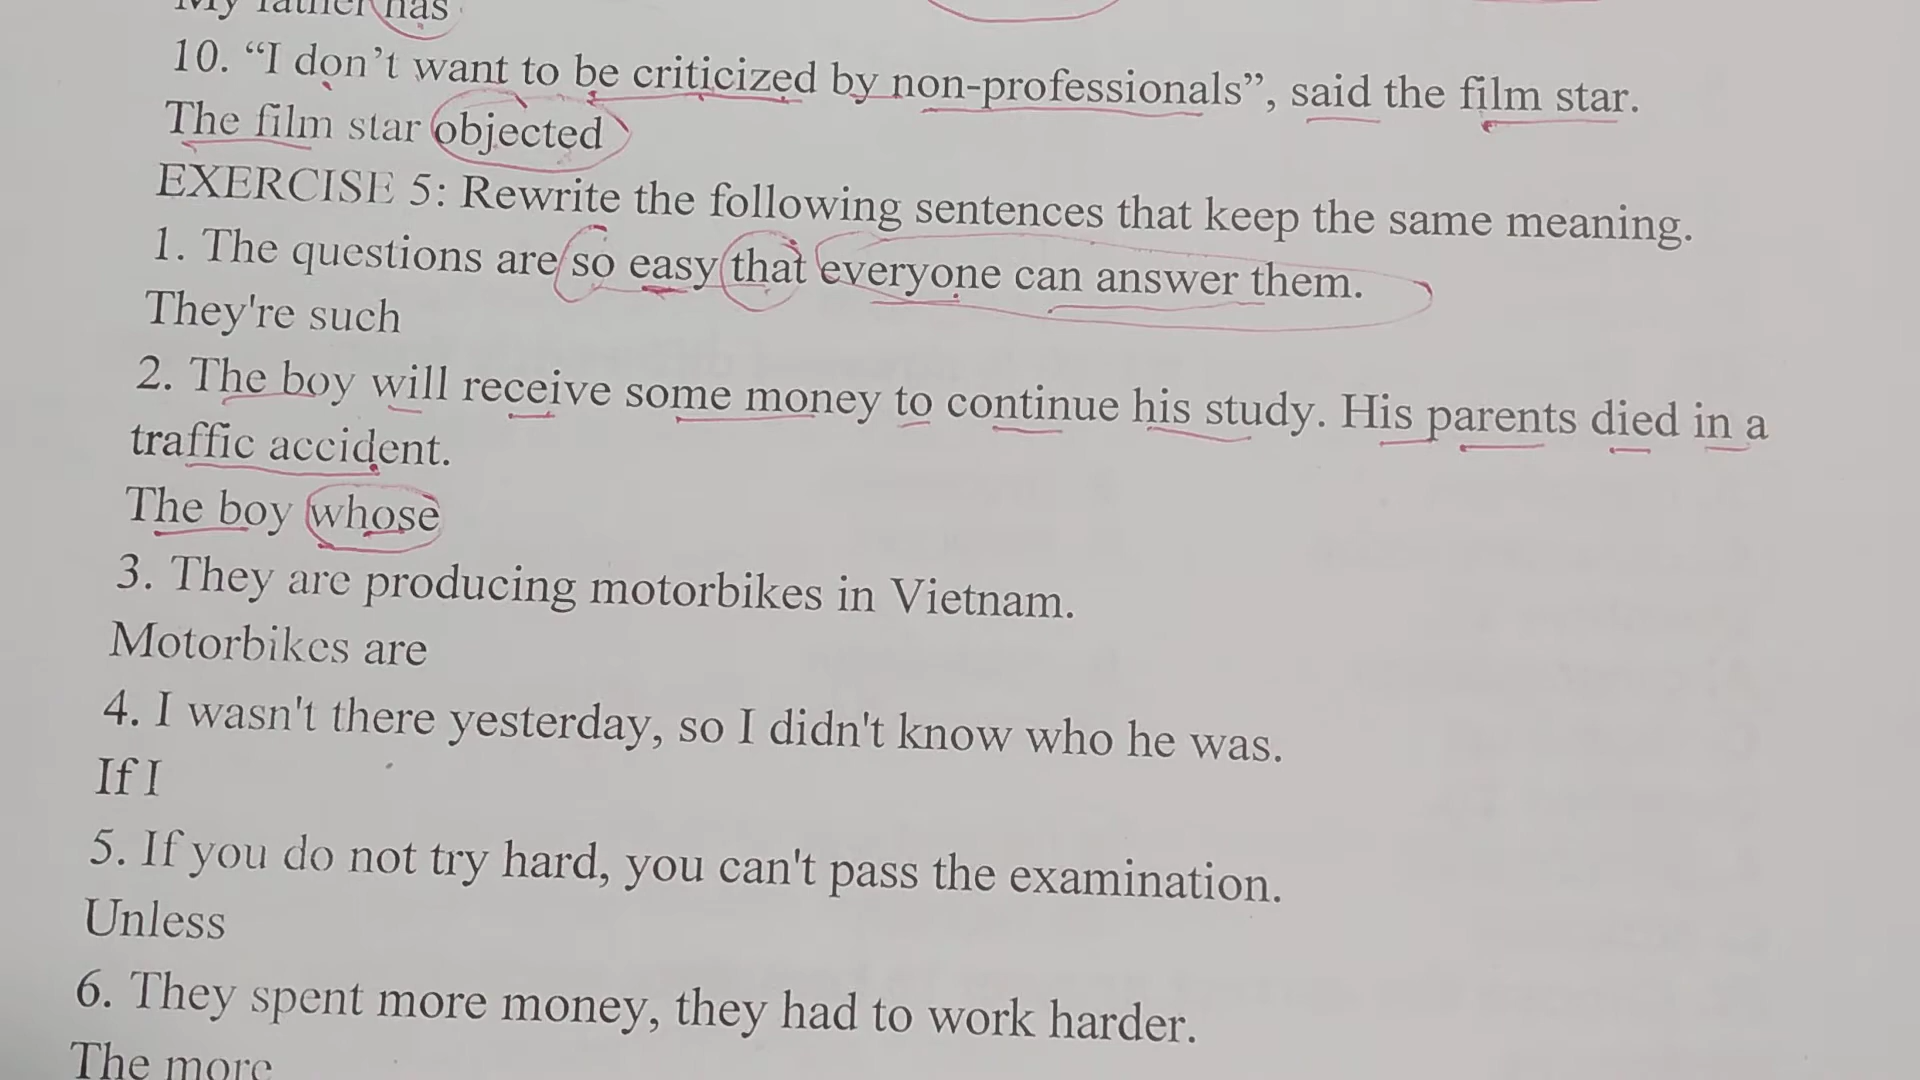 My father has
10. “I don’t want to be criticized by non-professionals”, said the film star.
The film star objected
EXERCISE 5: Rewrite the following sentences that keep the same meaning.
1. The questions are so easy that everyone can answer them.
They're such
2. The boy will receive some money to continue his study. His parents died in a
traffic accident.
The boy whose
3. They are producing motorbikes in Vietnam.
Motorbikes are
4. I wasn't there yesterday, so I didn't know who he was.
If I
5. If you do not try hard, you can't pass the examination.
Unless
6. They spent more money, they had to work harder.
The more